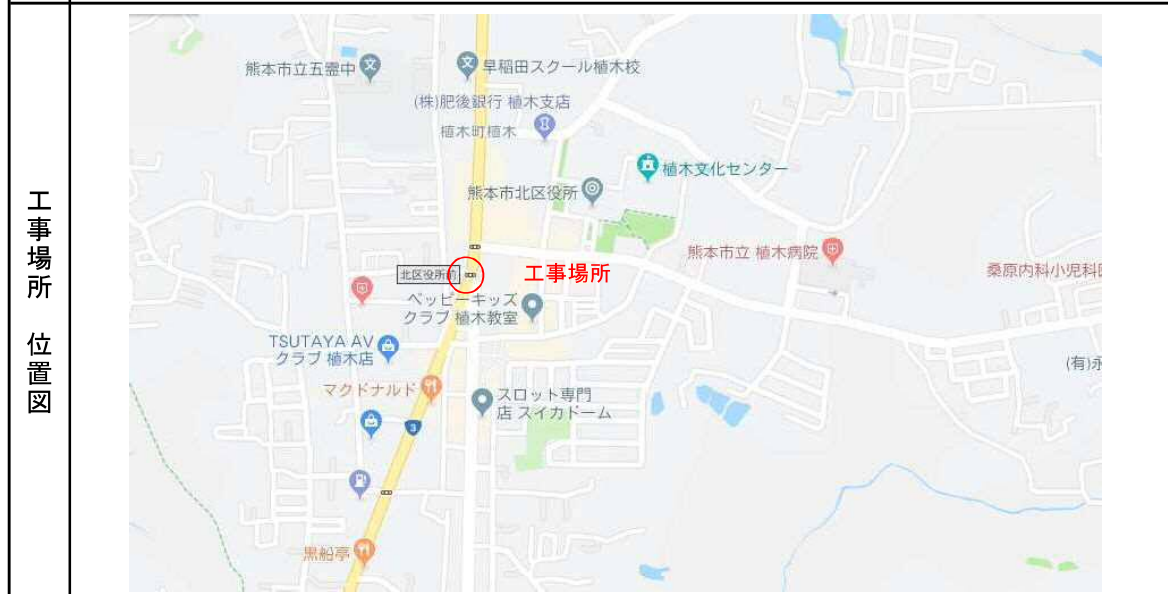 工事場所 位置図
熊本市立五霊中
早稲田スクール植木校
(株)肥後銀行 植木支店
植木町植木
植木文化センター
熊本市北区役所
熊本市立 植木病院
桑原内科小児科医
北区役所前
工事場所
ペッピーキッズ
クラブ 植木教室
TSUTAYA AV
クラブ 植木店
(有)永
マクドナルド
スロット専門
店 スイカドーム
3
黒船亭